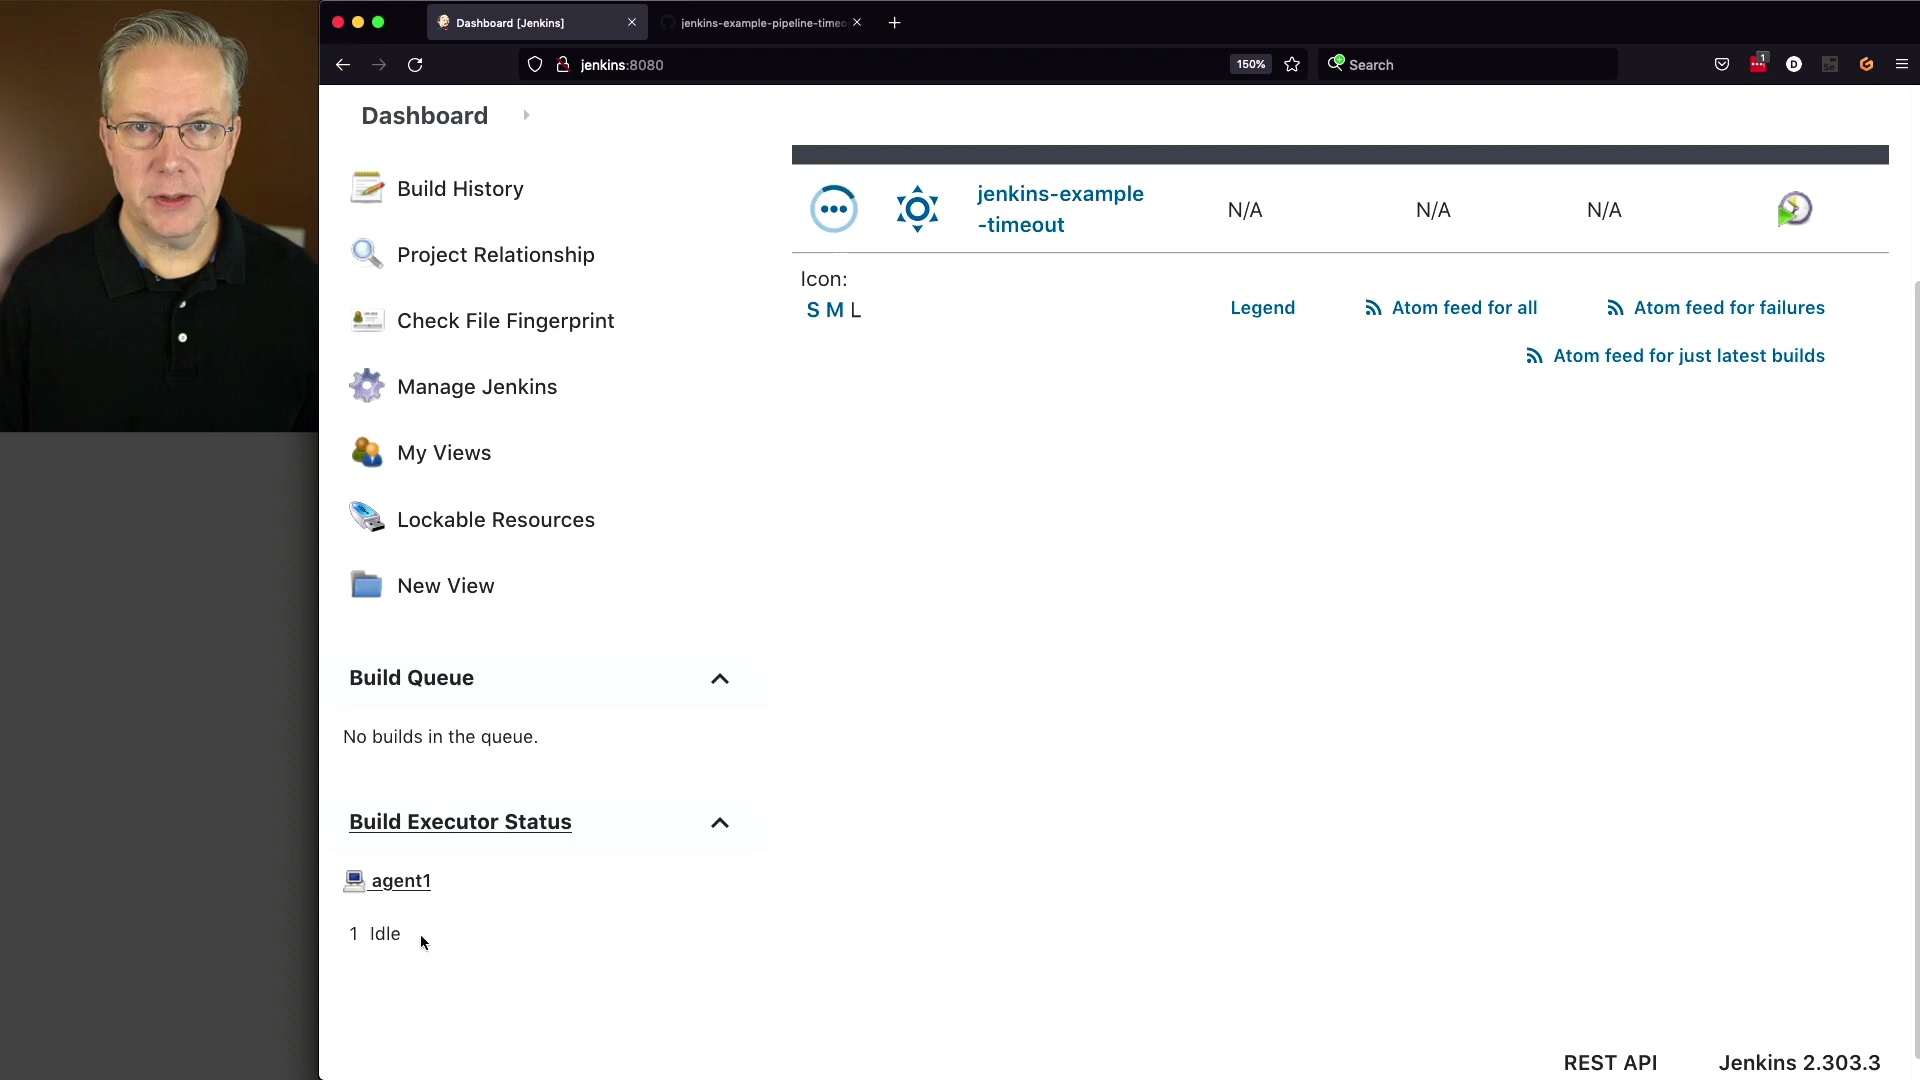 Dashboard [Jenkins]
jenkins-example-pipeline-timeo
jenkins:8080
150%
Search
1
D
Se
Dashboard
Build History
Project Relationship
Check File Fingerprint
Manage Jenkins
My Views
Lockable Resources
New View
Build Queue
No builds in the queue.
Build Executor Status
agent1
1 Idle
jenkins-example
-timeout
N/A
N/A
N/A
Icon:
S M L
Legend
Atom feed for all
Atom feed for failures
Atom feed for just latest builds
REST API
Jenkins 2.303.3